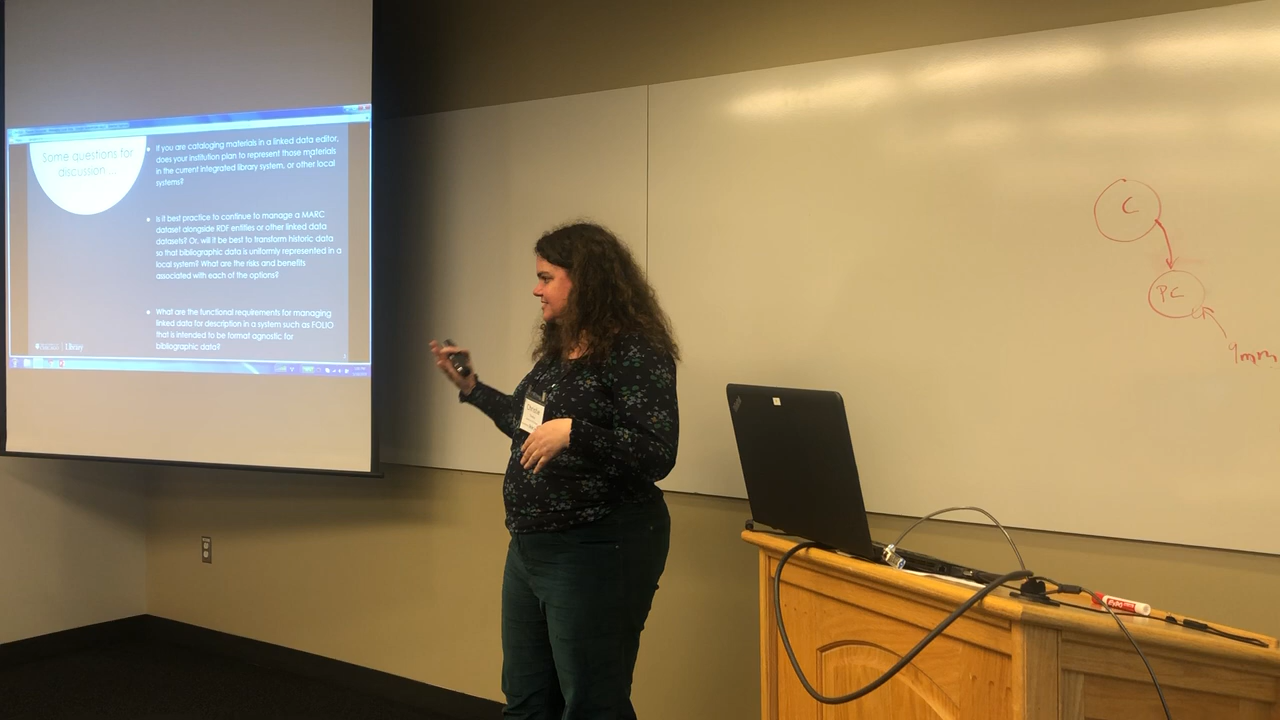 Some questions for
discussion ...
If you are cataloging materials in a linked data editor,
does your institution plan to represent those materials
in the current integrated library system, or other local
systems?
Is it best practice to continue to manage a MARC
dataset alongside RDF entities or other linked data
datasets? Or, will it be best to transform historic data
so that bibliographic data is uniformly represented in a
local system? What are the risks and benefits
associated with each of the options?
What are the functional requirements for managing
linked data for description in a system such as FOLIO
that is intended to be format agnostic for
bibliographic data?
Library
C
PC
EXPO